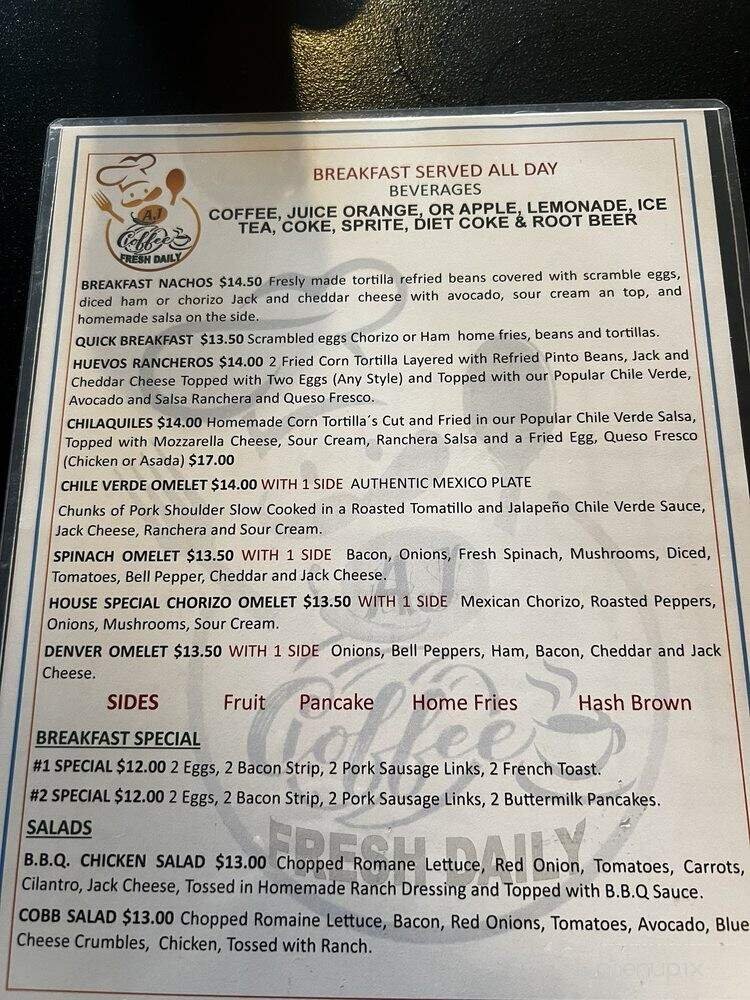 BREAKFAST SERVED ALL DAY
BEVERAGES
COFFEE, JUICE ORANGE, OR APPLE, LEMONADE, ICE
TEA, COKE, SPRITE, DIET COKE & ROOT BEER
A.J
Coffee
FRESH DAILY
BREAKFAST NACHOS $14.50 Fresly made tortilla refried beans covered with scramble eggs,
diced ham or chorizo Jack and cheddar cheese with avocado, sour cream an top, and
homemade salsa on the side.
QUICK BREAKFAST $13.50 Scrambled eggs Chorizo or Ham home fries, beans and tortillas.
HUEVOS RANCHEROS $14.00 2 Fried Corn Tortilla Layered with Refried Pinto Beans, Jack and
Cheddar Cheese Topped with Two Eggs (Any Style) and Topped with our Popular Chile Verde,
Avocado and Salsa Ranchera and Queso Fresco.
CHILAQUILES $14.00 Homemade Corn Tortilla´s Cut and Fried in our Popular Chile Verde Salsa,
Topped with Mozzarella Cheese, Sour Cream, Ranchera Salsa and a Fried Egg, Queso Fresco
(Chicken or Asada) $17.00
CHILE VERDE OMELET $14.00 WITH 1 SIDE AUTHENTIC MEXICO PLATE
Chunks of Pork Shoulder Slow Cooked in a Roasted Tomatillo and Jalapeño Chile Verde Sauce,
Jack Cheese, Ranchera and Sour Cream.
SPINACH OMELET $13.50 WITH 1 SIDE Bacon, Onions, Fresh Spinach, Mushrooms, Diced,
Tomatoes, Bell Pepper, Cheddar and Jack Cheese.
HOUSE SPECIAL CHORIZO OMELET $13.50 WITH 1 SIDE Mexican Chorizo, Roasted Peppers,
Onions, Mushrooms, Sour Cream.
DENVER OMELET $13.50 WITH 1 SIDE Onions, Bell Peppers, Ham, Bacon, Cheddar and Jack
Cheese.
SIDES Fruit Pancake Home Fries Hash Brown
BREAKFAST SPECIAL
#1 SPECIAL $12.00 2 Eggs, 2 Bacon Strip, 2 Pork Sausage Links, 2 French Toast.
#2 SPECIAL $12.00 2 Eggs, 2 Bacon Strip, 2 Pork Sausage Links, 2 Buttermilk Pancakes.
SALADS
B.B.Q. CHICKEN SALAD $13.00 Chopped Romane Lettuce, Red Onion, Tomatoes, Carrots,
Cilantro, Jack Cheese, Tossed in Homemade Ranch Dressing and Topped with B.B.Q Sauce.
COBB SALAD $13.00 Chopped Romaine Lettuce, Bacon, Red Onions, Tomatoes, Avocado, Blue
Cheese Crumbles, Chicken, Tossed with Ranch.
A.J
Coffee
FRESH DAILY
menupix